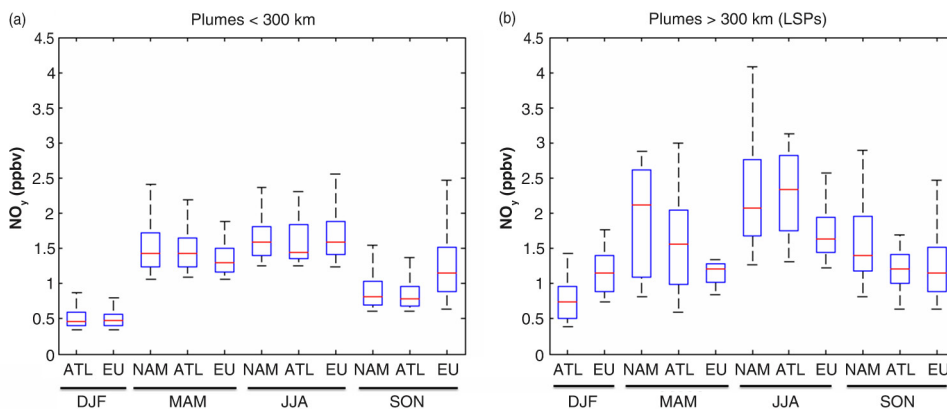 (a)
Plumes < 300 km
4.5
4
3.5
3
2.5
2
1.5
1
0.5
0
NOy (ppbv)
ATL EU NAM ATL EU NAM ATL EU NAM ATL EU
DJF MAM JJA SON
(b)
Plumes > 300 km (LSPs)
4.5
4
3.5
3
2.5
2
1.5
1
0.5
0
NOy (ppbv)
ATL EU NAM ATL EU NAM ATL EU NAM ATL EU
DJF MAM JJA SON